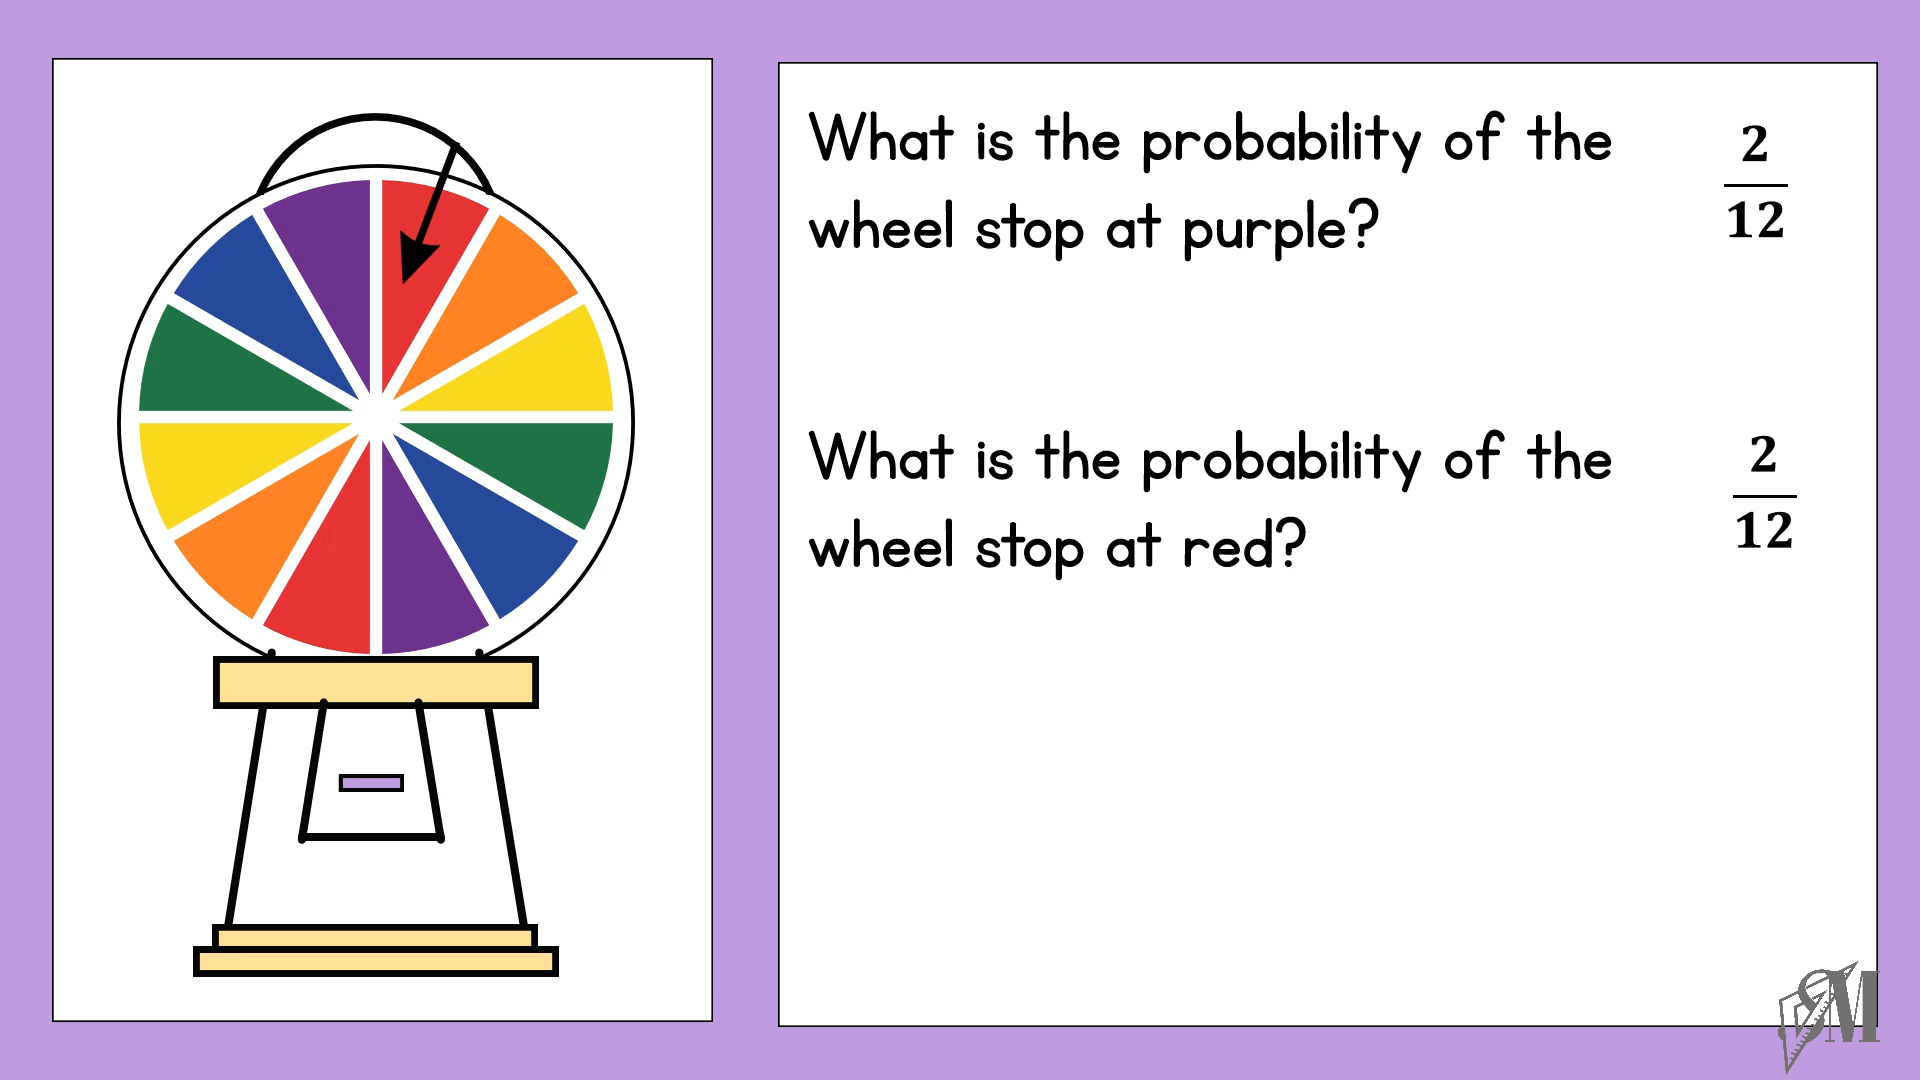 What is the probability of the
wheel stop at purple?
2
12
What is the probability of the
wheel stop at red?
2
12
SM